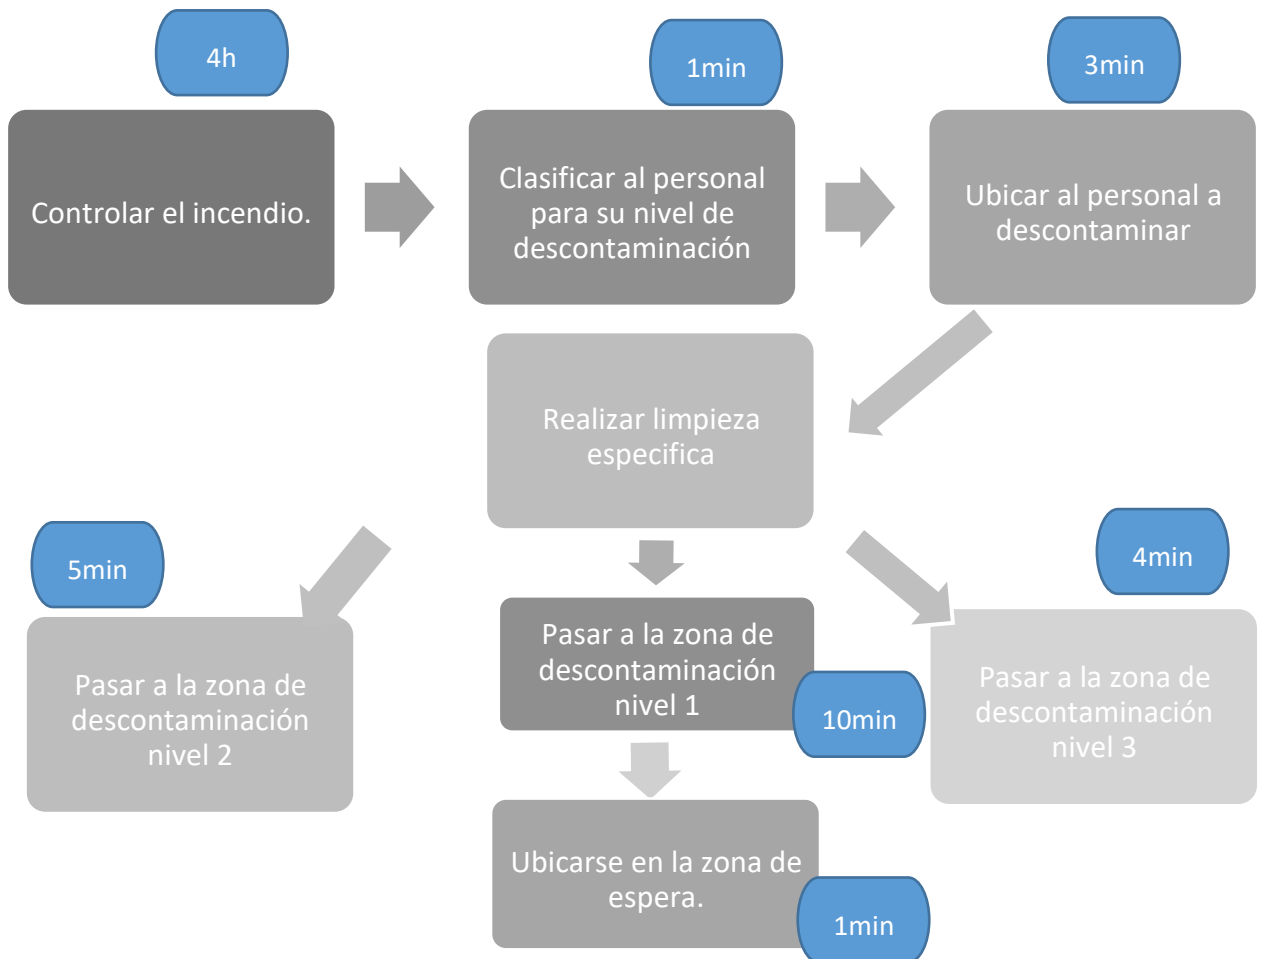 4h
1min
3min
Controlar el incendio.
Clasificar al personal
para su nivel de
descontaminación
Ubicar al personal a
descontaminar
Realizar limpieza
especifica
5min
4min
Pasar a la zona de
descontaminación
nivel 2
Pasar a la zona de
descontaminación
nivel 1
10min
Pasar a la zona de
descontaminación
nivel 3
Ubicarse en la zona de
espera.
1min